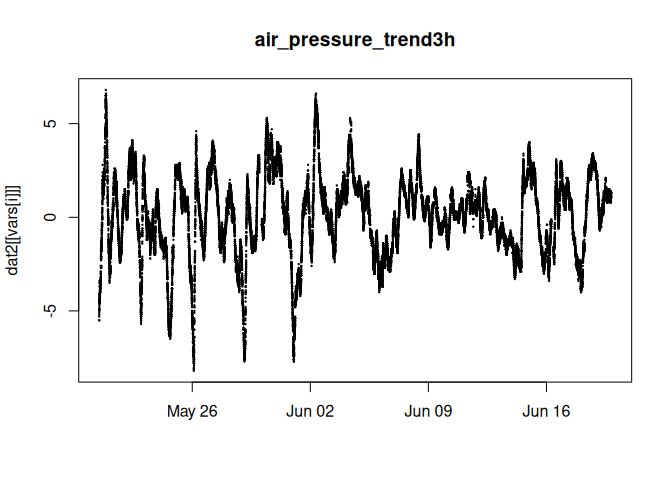 air_pressure_trend3h
dat2[[vars[i]]]
5
0
-5
May 26
Jun 02
Jun 09
Jun 16